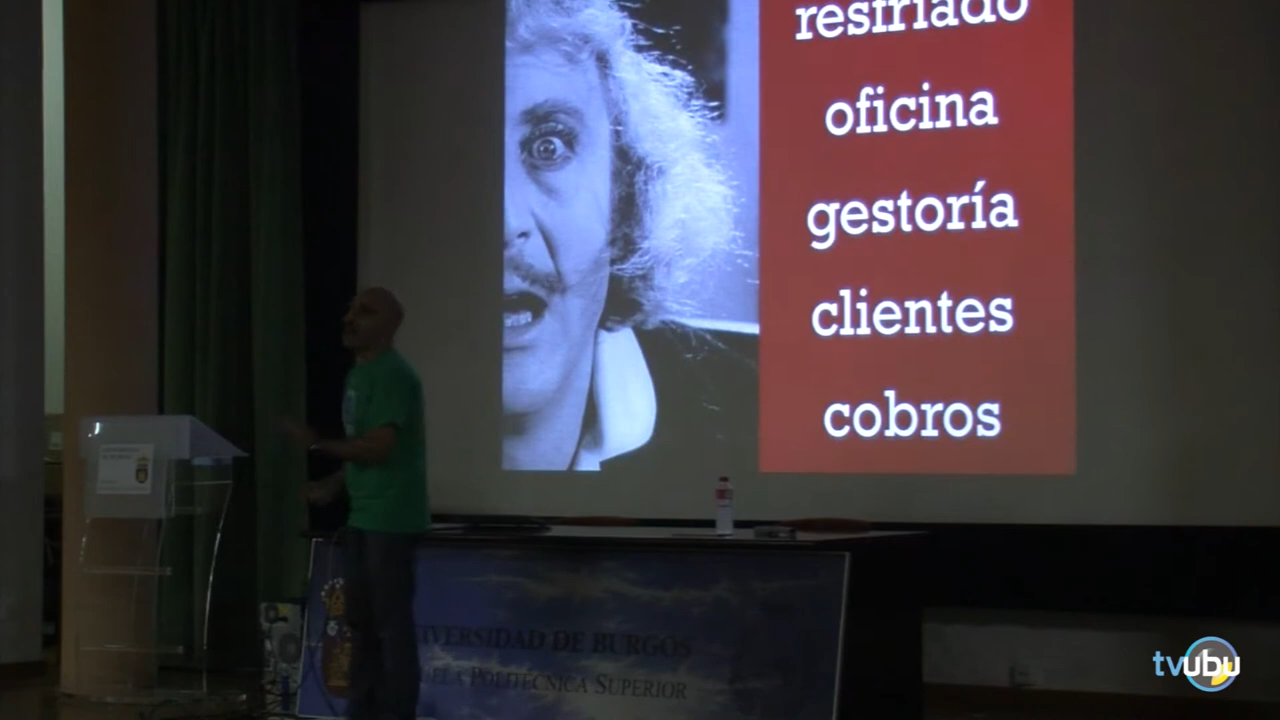 resfriado
oficina
gestoría
clientes
cobros
UNIVERSIDAD DE BURGOS
POLITÉCNICA SUPERIOR
tvubu